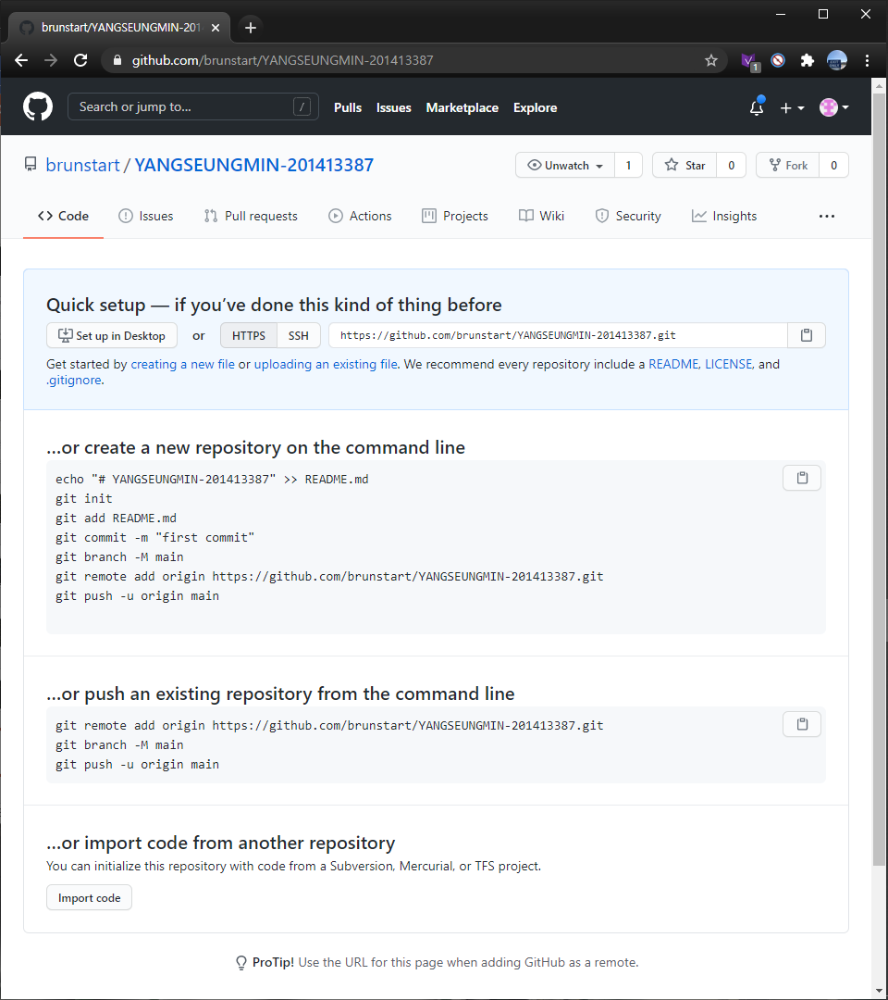 brunstart/YANGSEUNGMIN-201
github.com/brunstart/YANGSEUNGMIN-201413387
1
Search or jump to... /
Pulls Issues Marketplace Explore
brunstart / YANGSEUNGMIN-201413387
Unwatch 1 Star 0 Fork 0
Code Issues Pull requests Actions Projects Wiki Security Insights
Quick setup — if you’ve done this kind of thing before
Set up in Desktop or HTTPS SSH https://github.com/brunstart/YANGSEUNGMIN-201413387.git
Get started by creating a new file or uploading an existing file. We recommend every repository include a README, LICENSE, and
.gitignore.
…or create a new repository on the command line
echo "# YANGSEUNGMIN-201413387" >> README.md
git init
git add README.md
git commit -m "first commit"
git branch -M main
git remote add origin https://github.com/brunstart/YANGSEUNGMIN-201413387.git
git push -u origin main
…or push an existing repository from the command line
git remote add origin https://github.com/brunstart/YANGSEUNGMIN-201413387.git
git branch -M main
git push -u origin main
…or import code from another repository
You can initialize this repository with code from a Subversion, Mercurial, or TFS project.
Import code
ProTip! Use the URL for this page when adding GitHub as a remote.